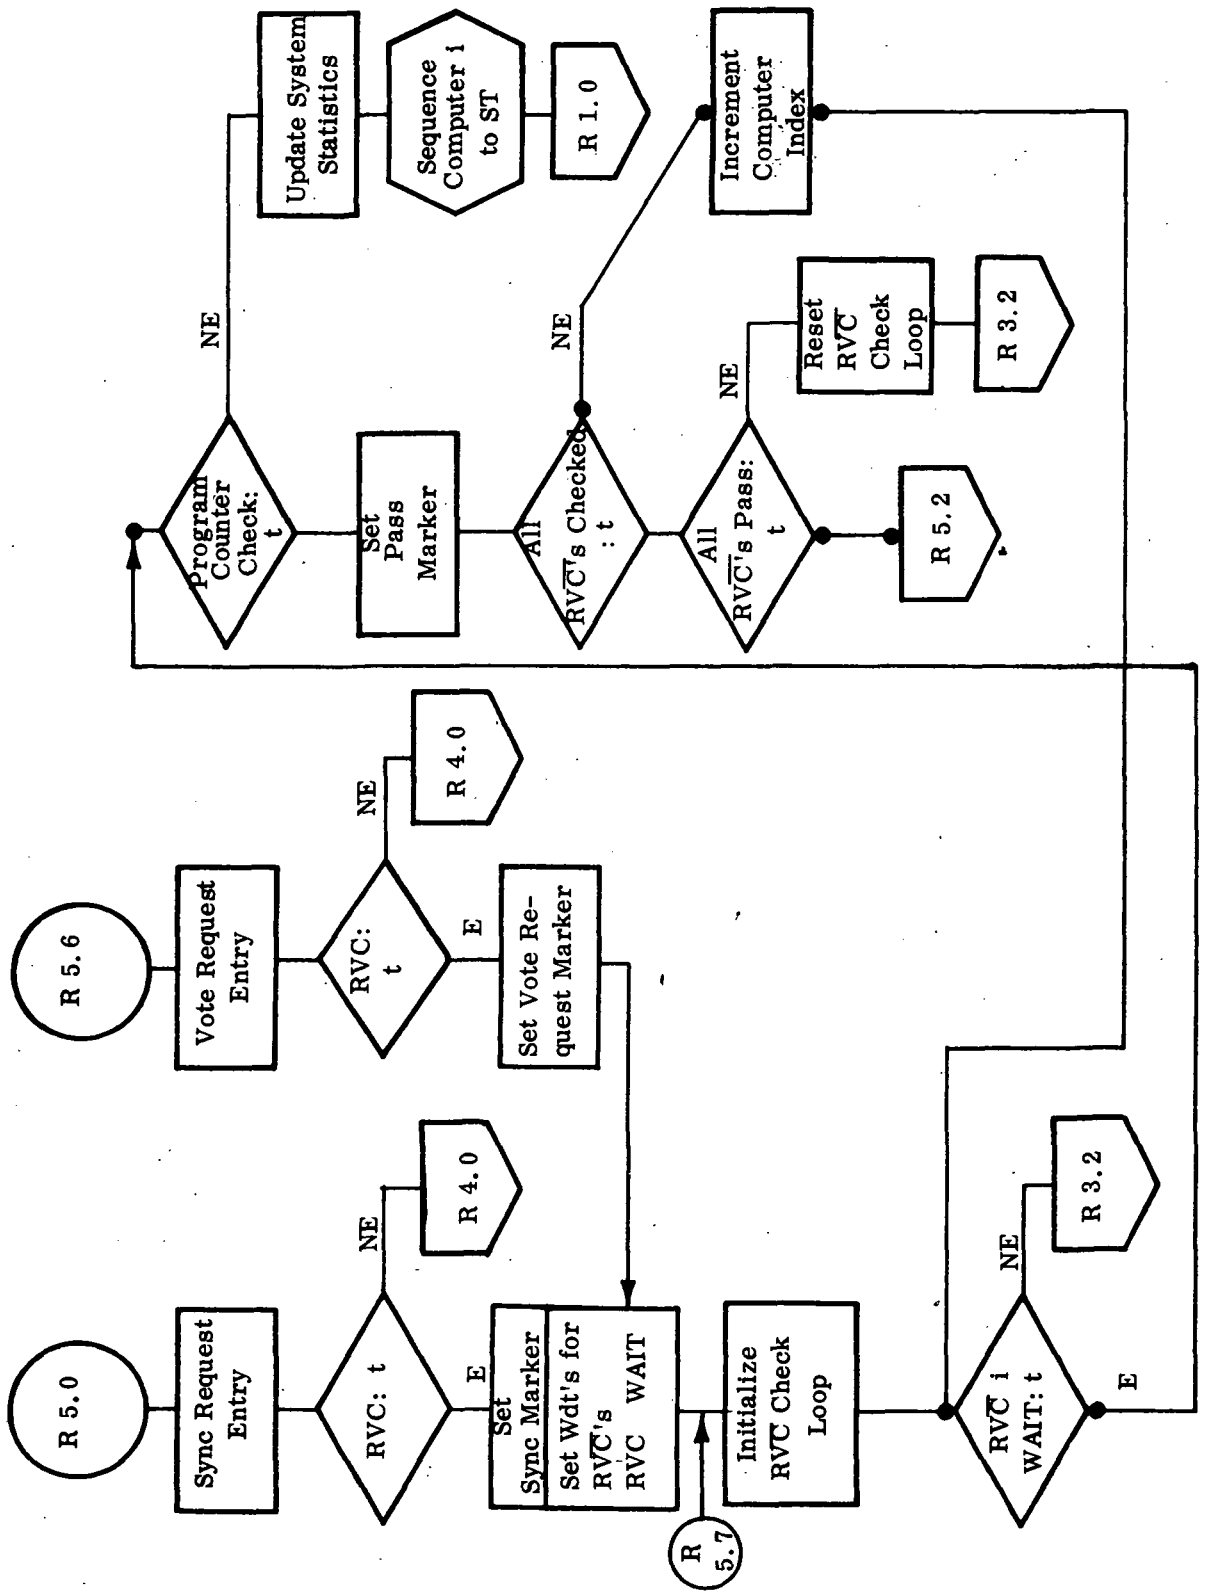 R 5.0
Sync Request
Entry
RVC: t
NE
R 4.0
E
Set
Sync Marker
Set Wdt's for
RVC's
RVC WAIT
R
5.7
Initialize
RVC Check
Loop
RVC i
WAIT: t
NE
R 3.2
E
R 5.6
Vote Request
Entry
RVC:
t
NE
R 4.0
E
Set Vote Re-
quest Marker
Program
Counter
Check:
t
NE
Update System
Statistics
Sequence
Computer i
to ST
R 1.0
Set
Pass
Marker
All
RVC's Checked
: t
NE
Increment
Computer
Index
All
RVC's Pass:
t
NE
Reset
RVC
Check
Loop
R 3.2
R 5.2